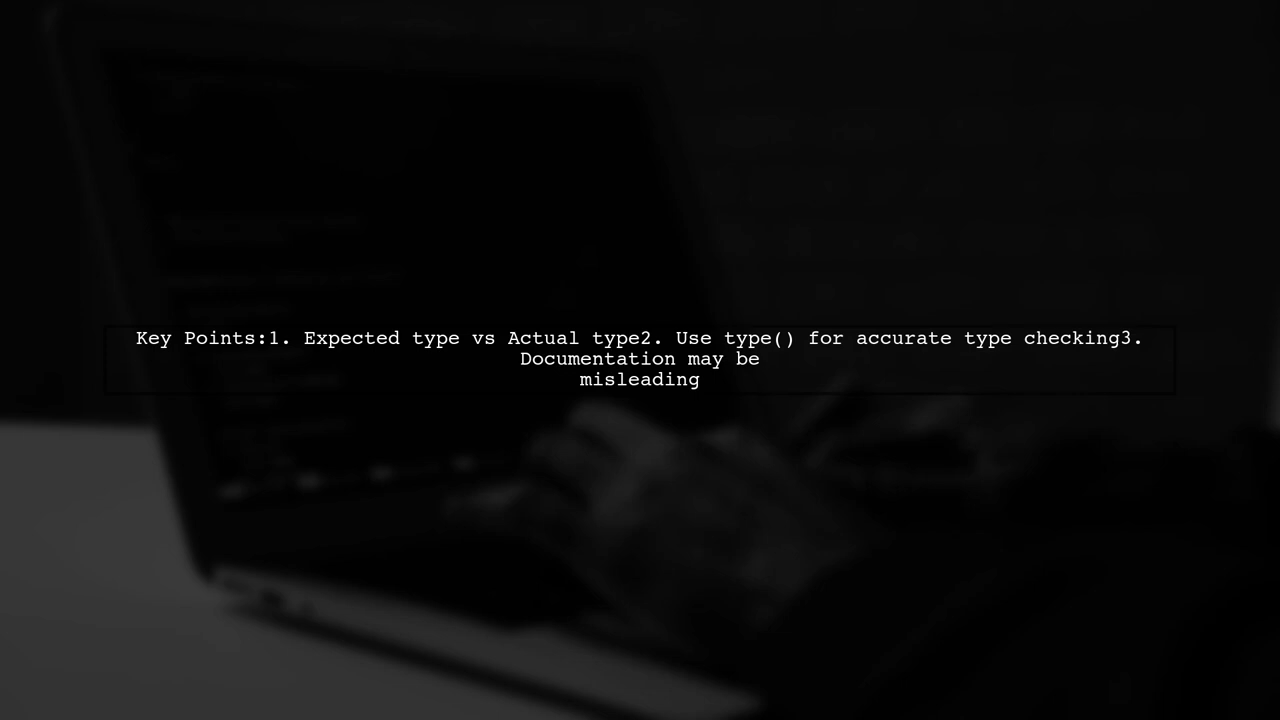 Key Points:1. Expected type vs Actual type2. Use type() for accurate type checking3.
Documentation may be
misleading